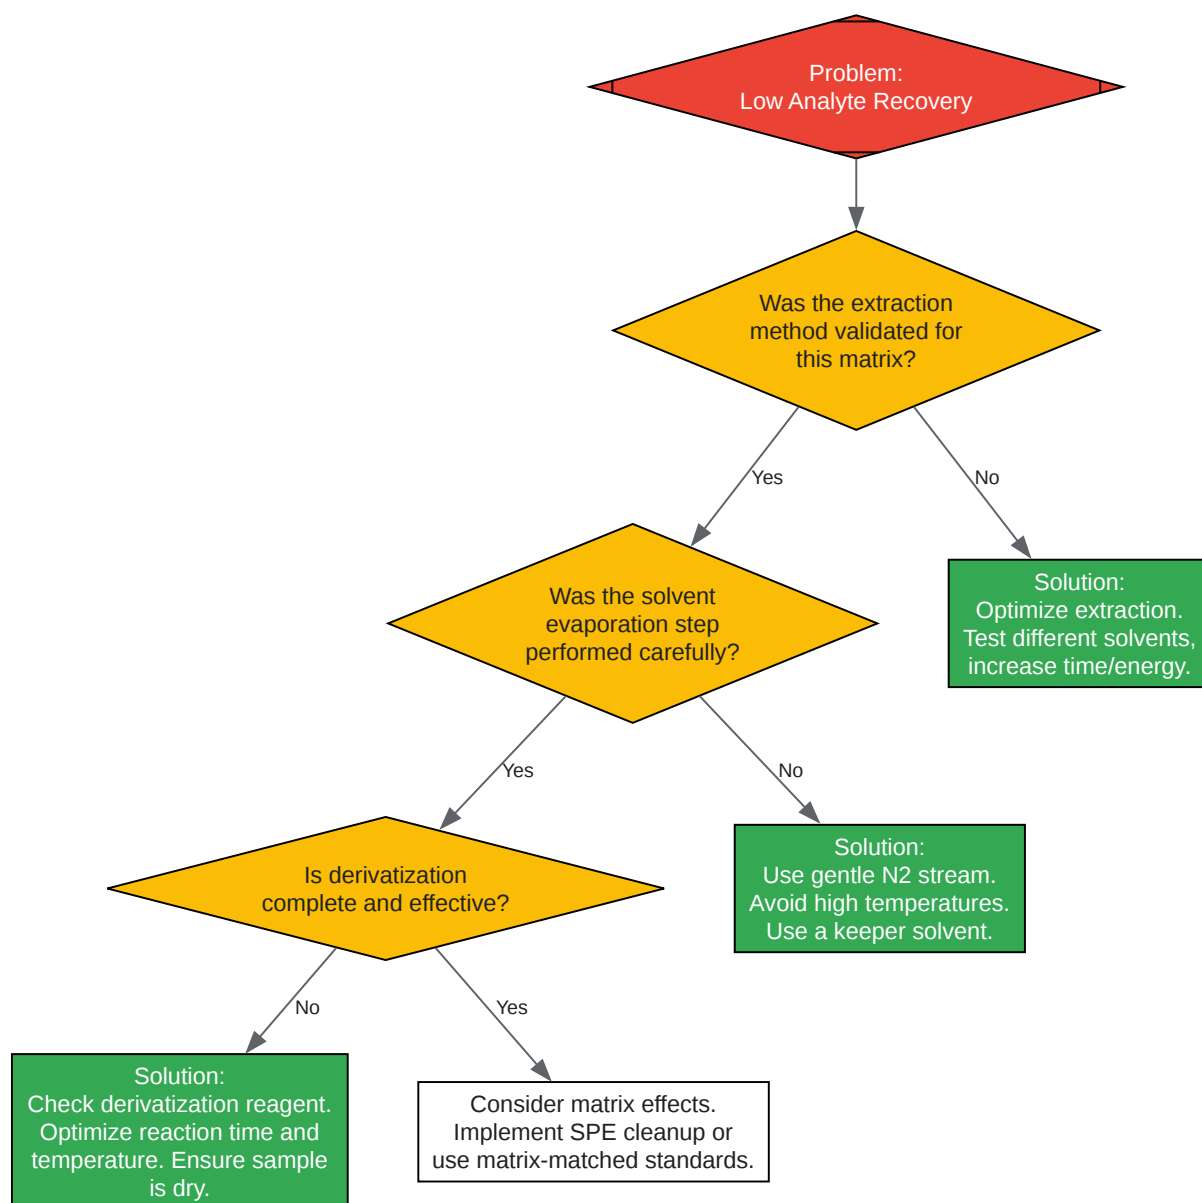 Problem:
Low Analyte Recovery
Was the extraction
method validated for
this matrix?
Yes
No
Was the solvent
evaporation step
performed carefully?
Solution:
Optimize extraction.
Test different solvents,
increase time/energy.
Yes
No
Is derivatization
complete and effective?
Solution:
Use gentle N2 stream.
Avoid high temperatures.
Use a keeper solvent.
No
Yes
Solution:
Check derivatization reagent.
Optimize reaction time and
temperature. Ensure sample
is dry.
Consider matrix effects.
Implement SPE cleanup or
use matrix-matched standards.